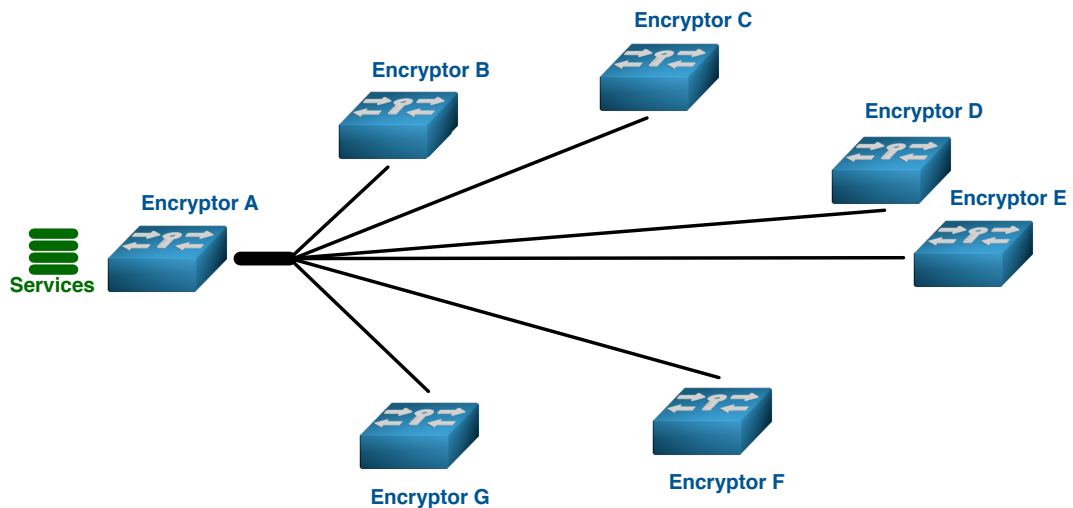 Encryptor C
Encryptor B
Encryptor D
Encryptor E
Encryptor A
Services
Encryptor F
Encryptor G